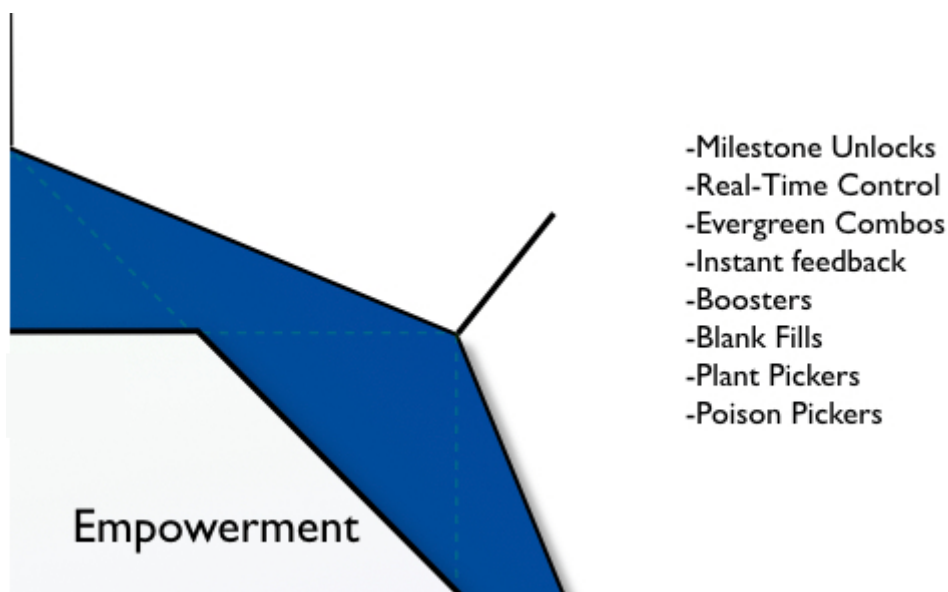 -Milestone Unlocks
-Real-Time Control
-Evergreen Combos
-Instant feedback
-Boosters
-Blank Fills
-Plant Pickers
-Poison Pickers
Empowerment